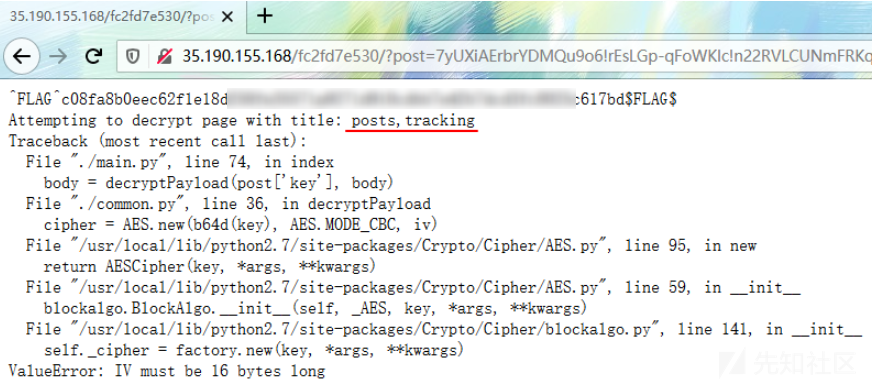 35.190.155.168/fc2fd7e530/?pos
35.190.155.168/fc2fd7e530/?post=7yUXiAErbrYDMQu9o6!rEsLGp-qFoWKlc!n22RVLCUNmFRKq
^FLAG^c08fa8b0eec62f1e18d c617bd$FLAG$
Attempting to decrypt page with title: posts,tracking
Traceback (most recent call last):
File "./main.py", line 74, in index
body = decryptPayload(post['key'], body)
File "./common.py", line 36, in decryptPayload
cipher = AES.new(b64d(key), AES.MODE_CBC, iv)
File "/usr/local/lib/python2.7/site-packages/Crypto/Cipher/AES.py", line 95, in new
return AESCipher(key, *args, **kwargs)
File "/usr/local/lib/python2.7/site-packages/Crypto/Cipher/AES.py", line 59, in __init__
blockalgo.BlockAlgo.__init__(self, _AES, key, *args, **kwargs)
File "/usr/local/lib/python2.7/site-packages/Crypto/Cipher/blockalgo.py", line 141, in __init__
self._cipher = factory.new(key, *args, **kwargs)
ValueError: IV must be 16 bytes long
先知社区